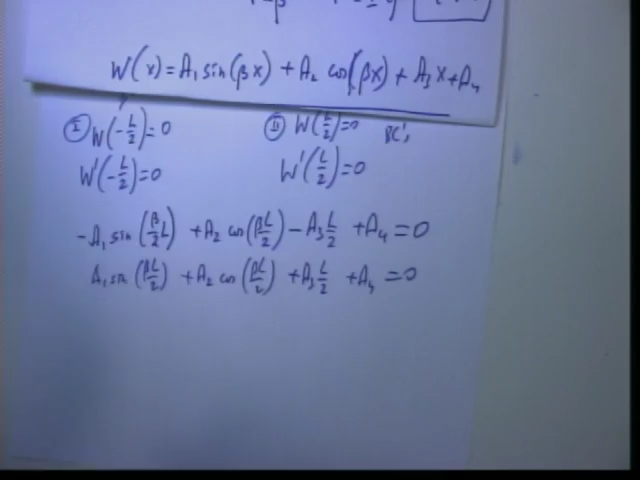 W(x) = A₁ sin(βx) + A₂ cos(βx) + A₃ x + A₄
Ⓘ W(-L/2) = 0 Ⓘⓘ W(L/2) = 0 BC's
W'(-L/2) = 0 W'(L/2) = 0
-A₁ sin(β/2 L) + A₂ cos(βL/2) - A₃ L/2 + A₄ = 0
A₁ sin(βL/2) + A₂ cos(βL/2) + A₃ L/2 + A₄ = 0